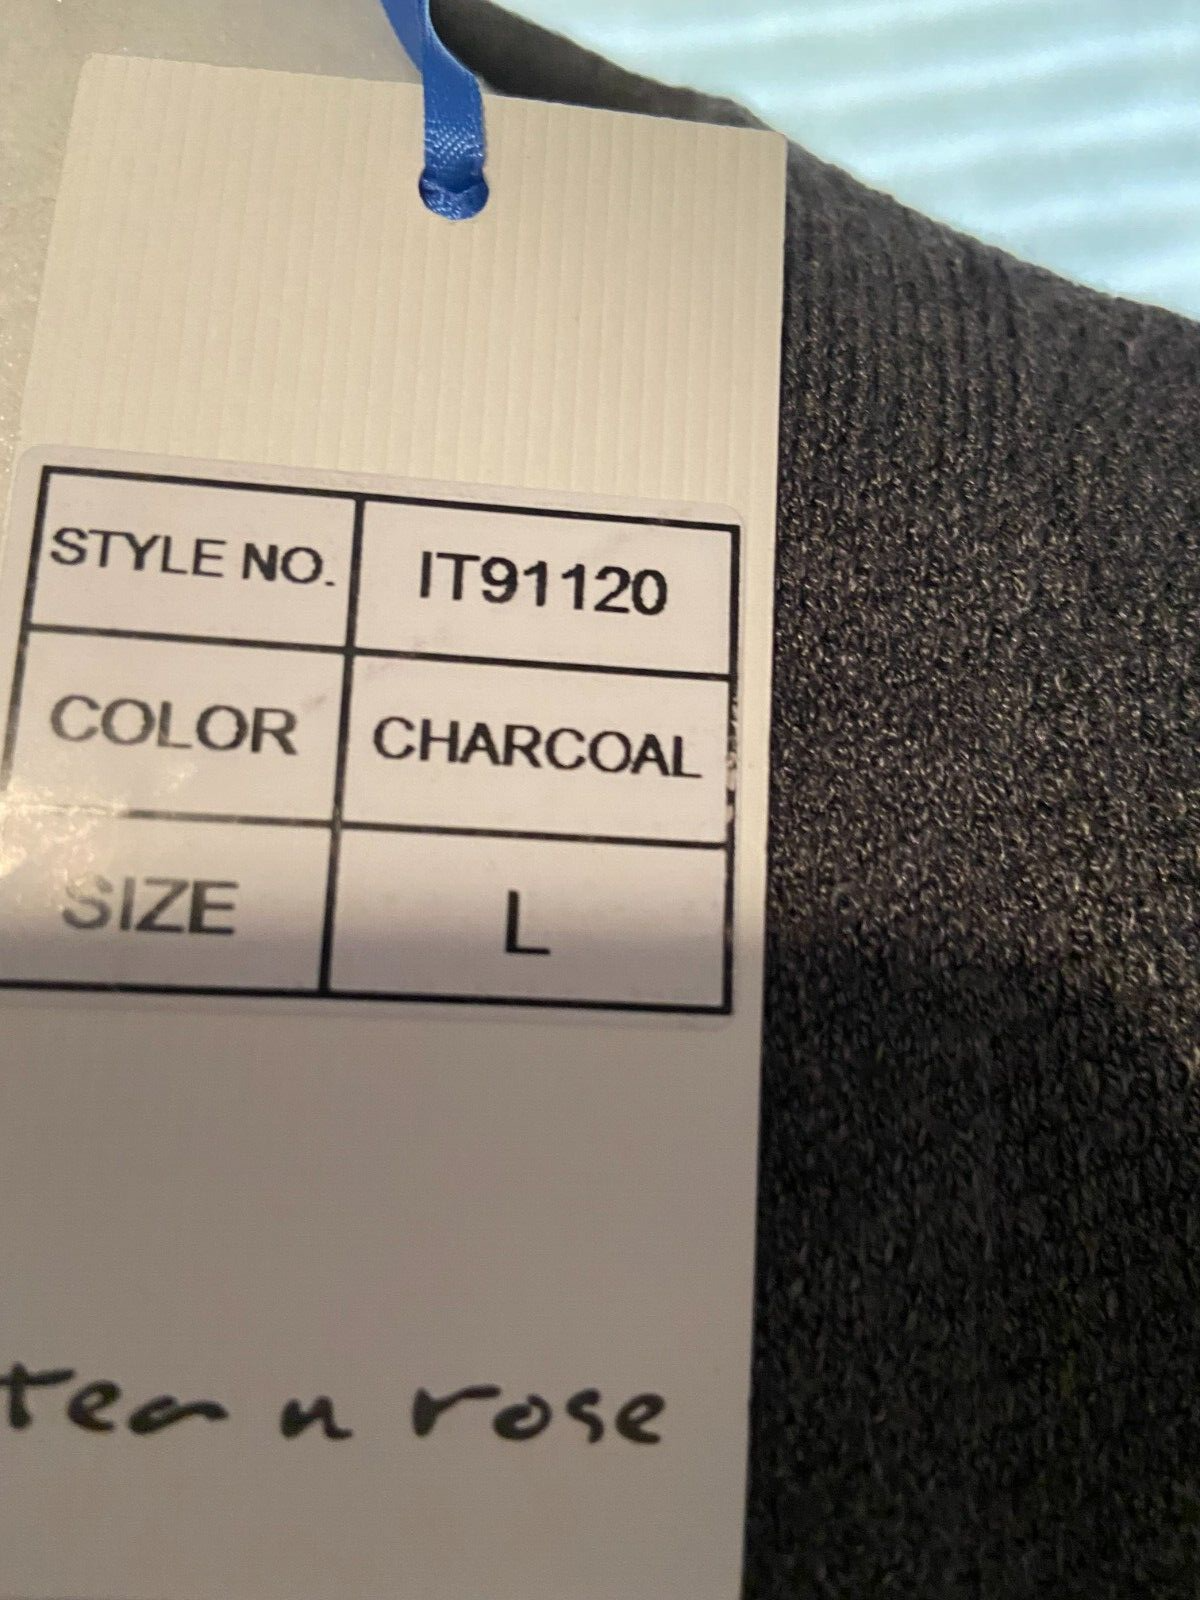 STYLE NO. IT91120
COLOR CHARCOAL
SIZE L
tea n rose